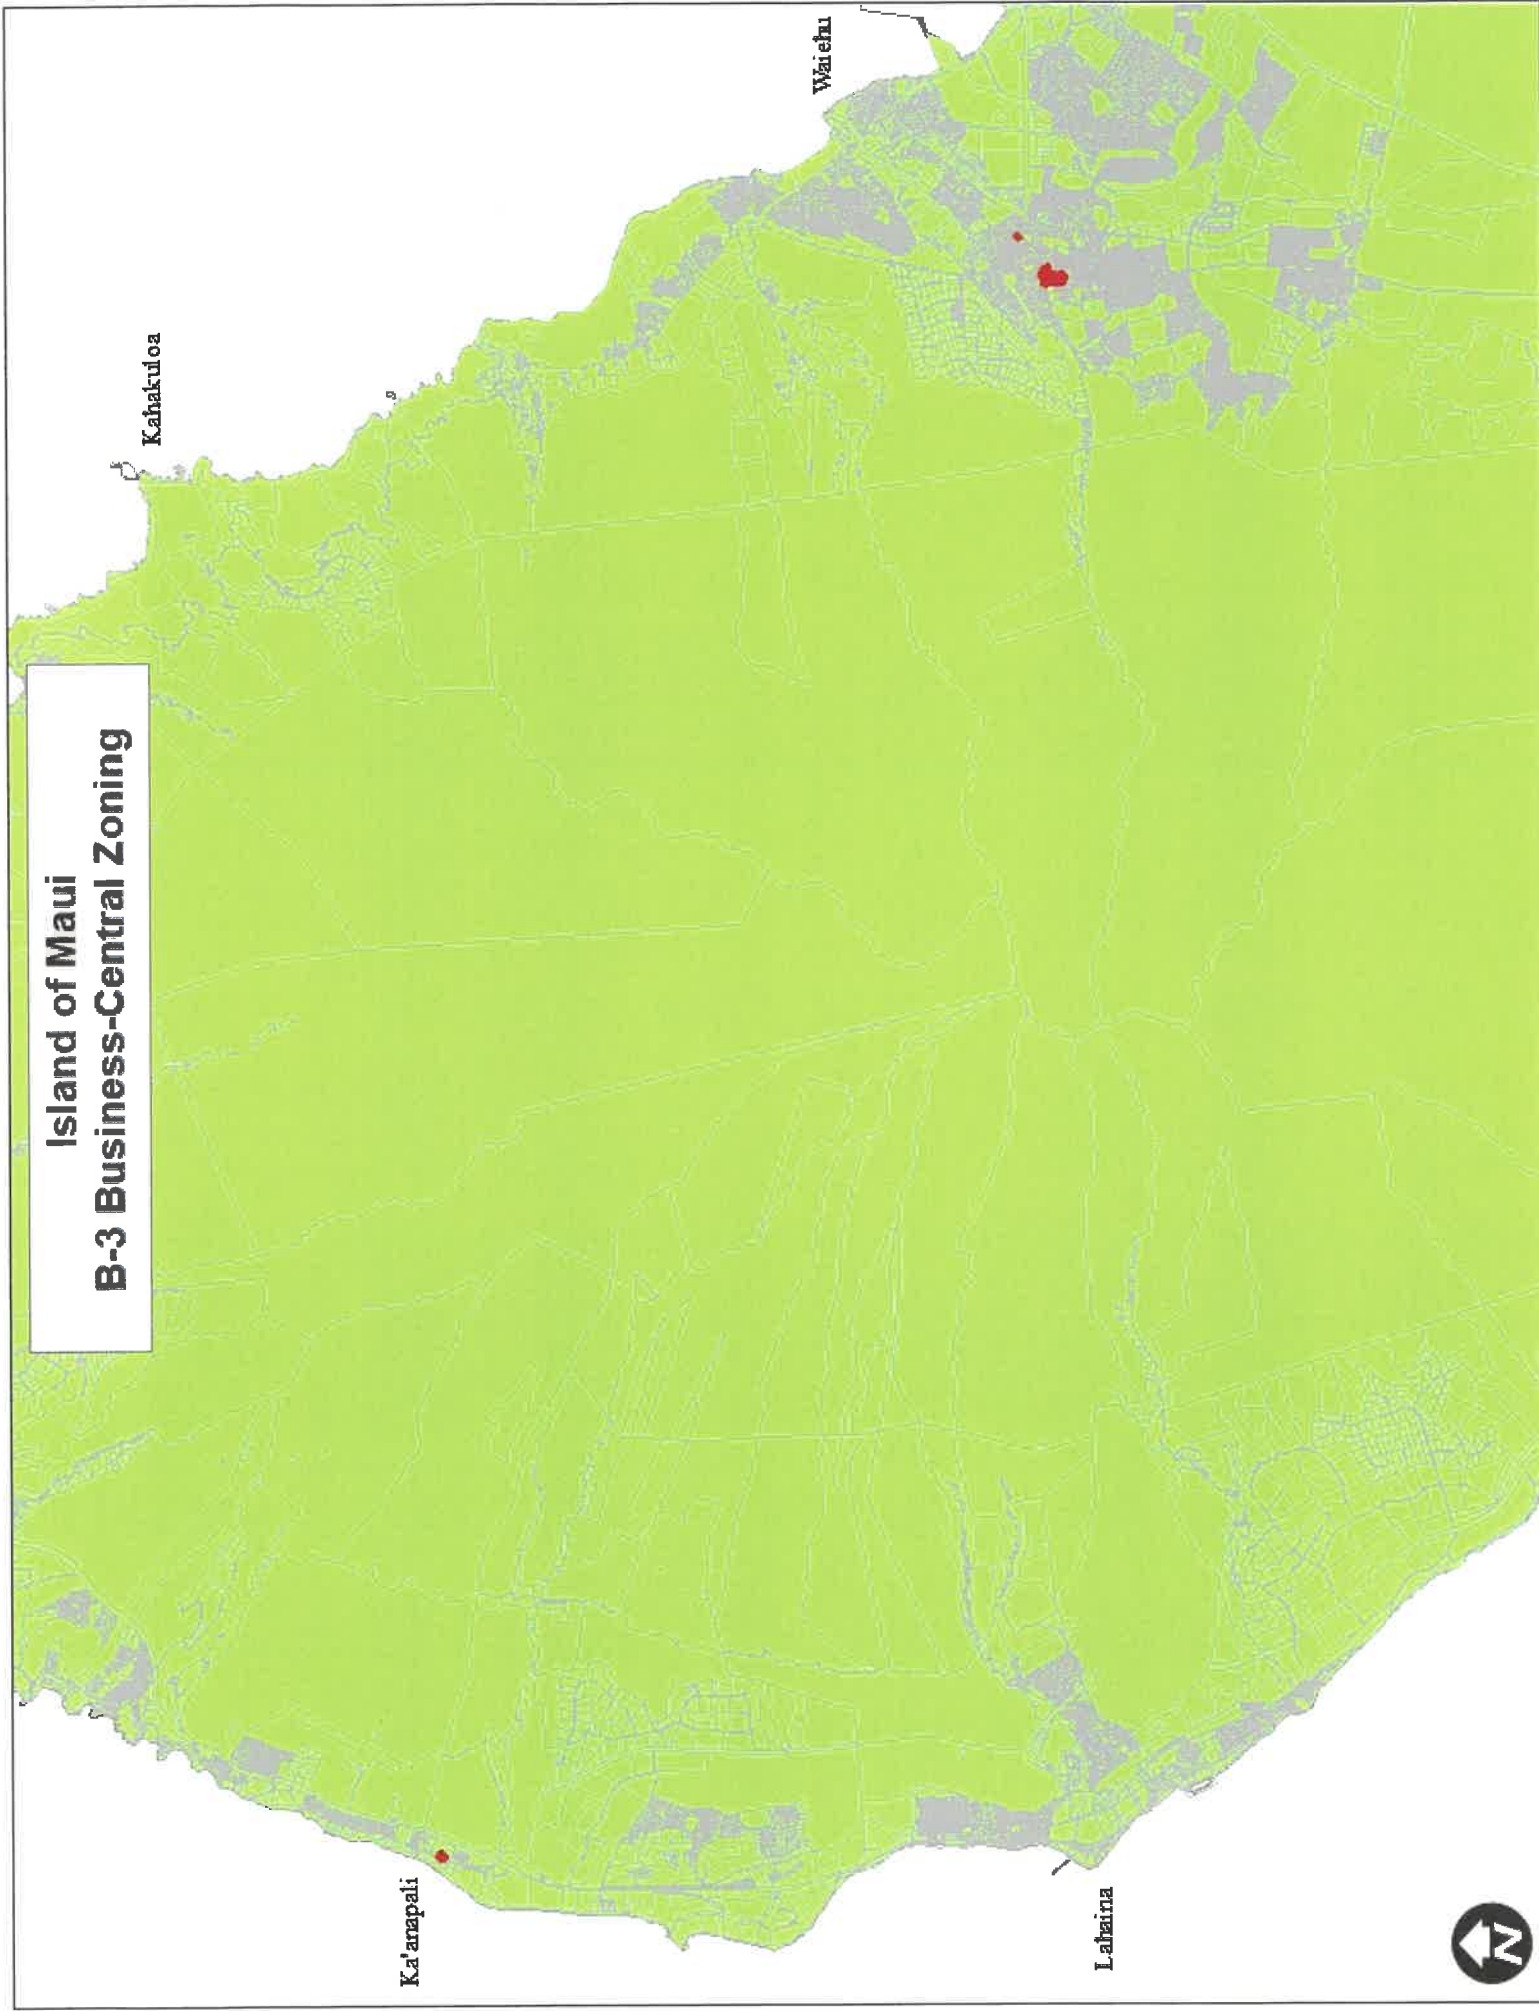 Island of Maui
B-3 Business-Central Zoning
Kahakuloa
Waiehu
Ka'anapali
Lahaina
N